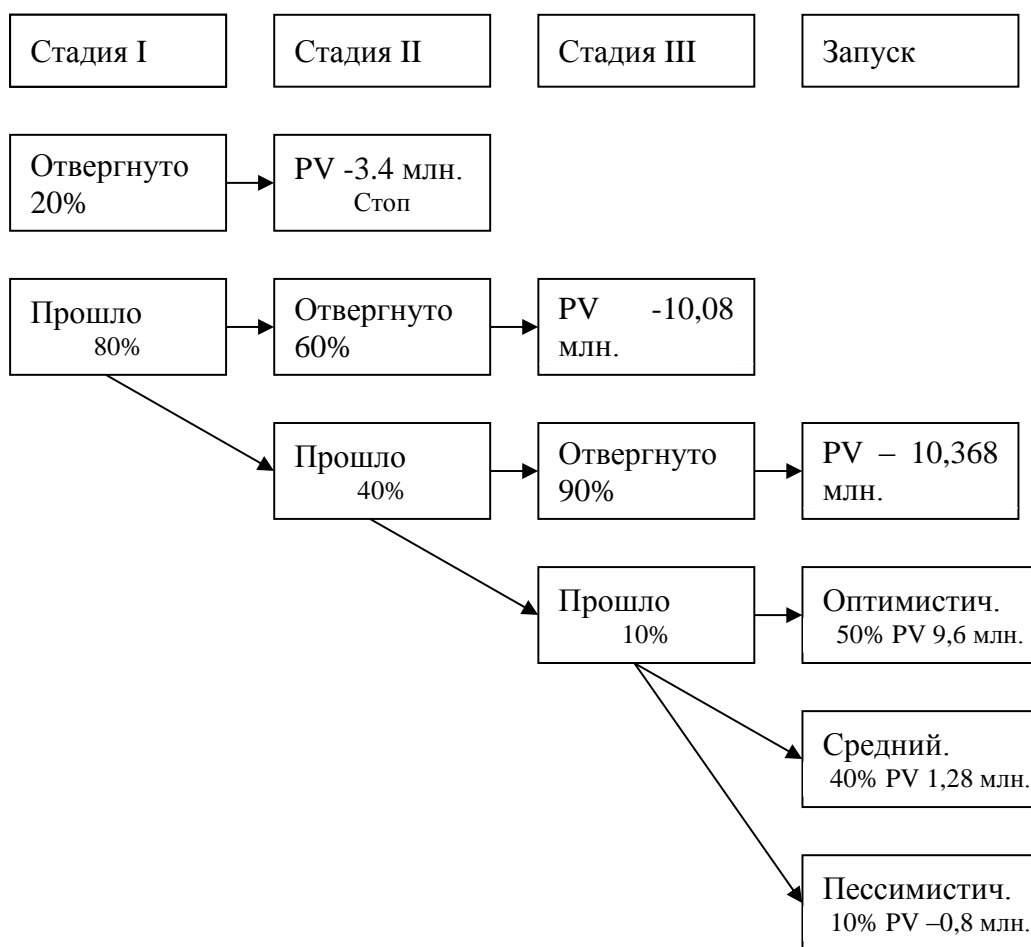 Стадия I
Стадия II
Стадия III
Запуск
Отвергнуто
20%
PV -3.4 млн.
Стоп
Прошло
80%
Отвергнуто
60%
PV -10,08
млн.
Прошло
40%
Отвергнуто
90%
PV – 10,368
млн.
Прошло
10%
Оптимистич.
50% PV 9,6 млн.
Средний.
40% PV 1,28 млн.
Пессимистич.
10% PV –0,8 млн.